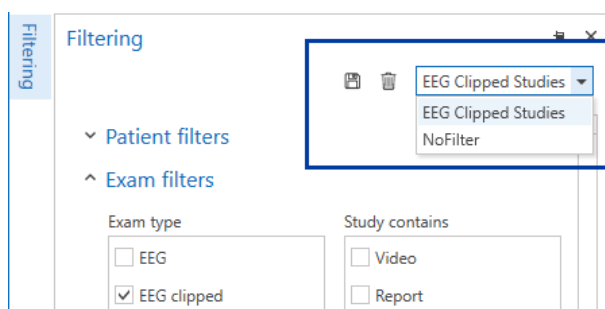 Filtering
Filtering
EEG Clipped Studies
EEG Clipped Studies
NoFilter
Patient filters
Exam filters
Exam type
Study contains
EEG
Video
EEG clipped
Report